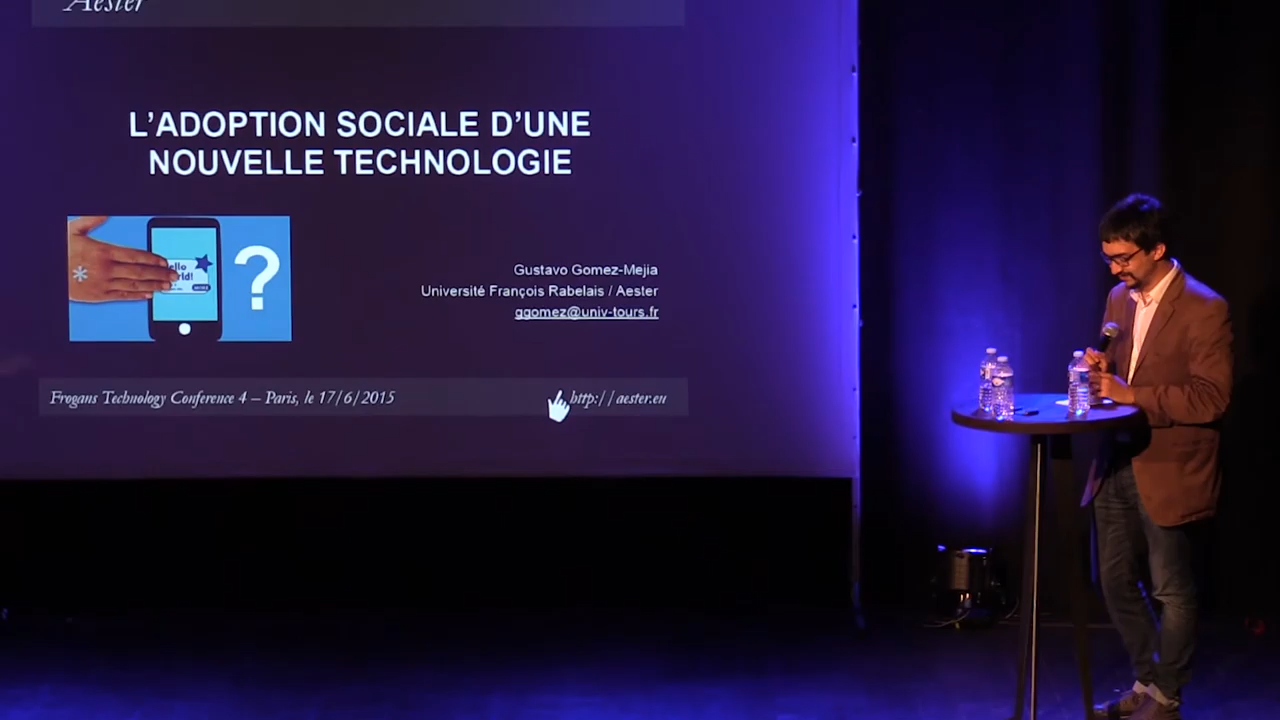 Aester
L'ADOPTION SOCIALE D'UNE
NOUVELLE TECHNOLOGIE
?
Gustavo Gomez-Mejia
Université François Rabelais / Aester
ggomez@univ-tours.fr
Frogans Technology Conference 4 – Paris, le 17/6/2015
http://aester.eu